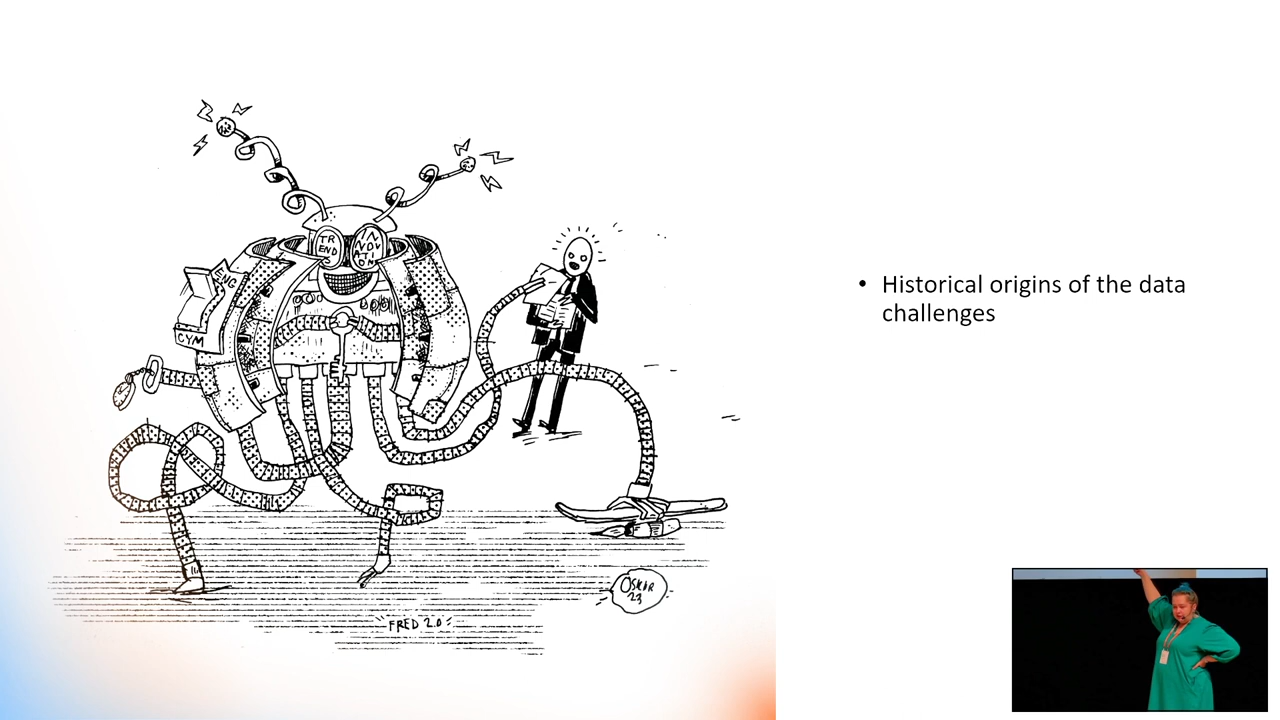 TR
END
IN
NOV
ATI
ON
ENG
CYM
• Historical origins of the data
challenges
OSKAR
23
"FRED 2.0"